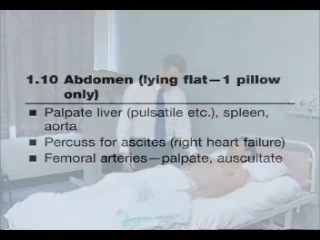 1.10 Abdomen (lying flat—1 pillow
only)
■ Palpate liver (pulsatile etc.), spleen,
aorta
■ Percuss for ascites (right heart failure)
■ Femoral arteries—palpate, auscultate